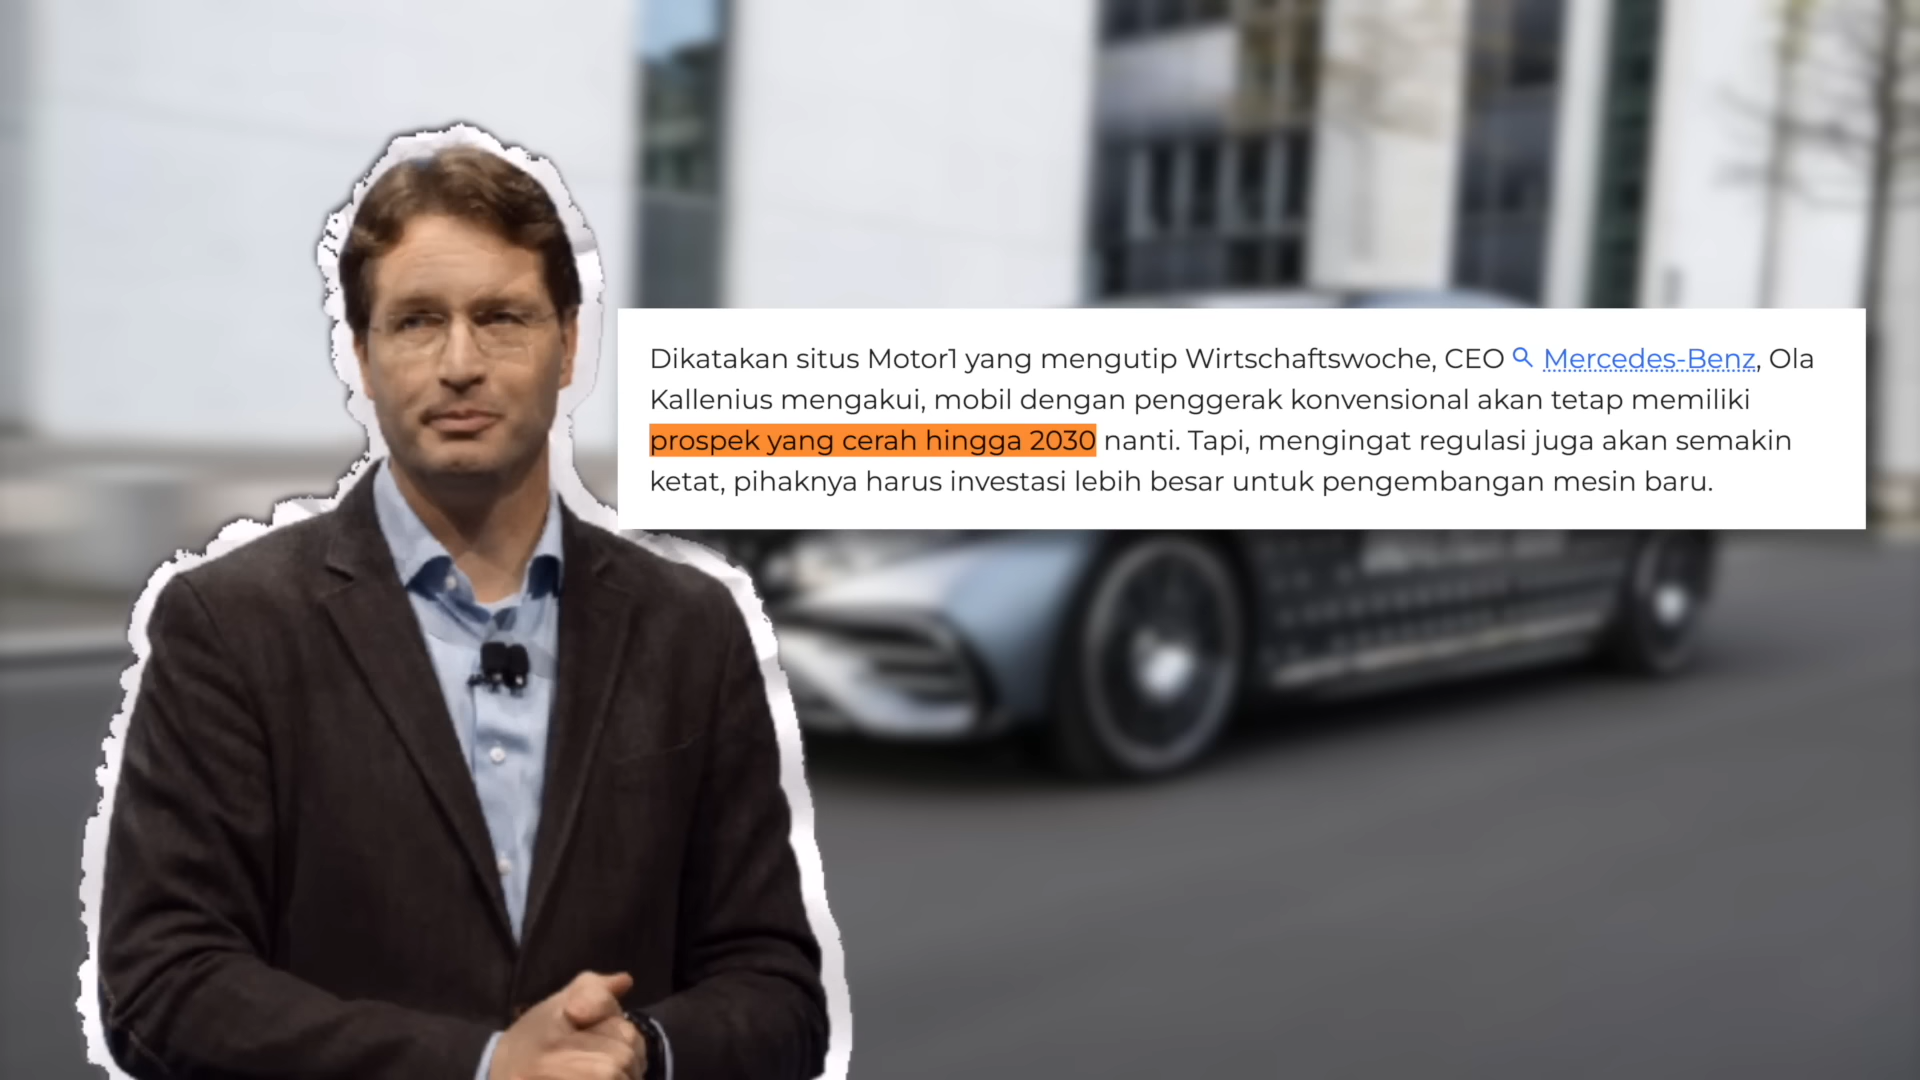 Dikatakan situs Motor1 yang mengutip Wirtschaftswoche, CEO Mercedes-Benz, Ola
Kallenius mengakui, mobil dengan penggerak konvensional akan tetap memiliki
prospek yang cerah hingga 2030 nanti. Tapi, mengingat regulasi juga akan semakin
ketat, pihaknya harus investasi lebih besar untuk pengembangan mesin baru.